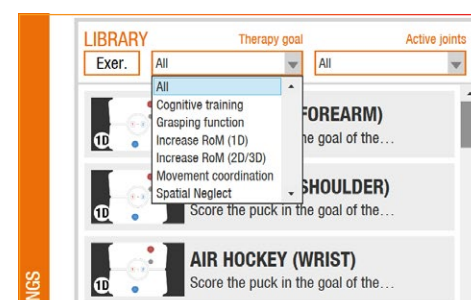 LIBRARY
Therapy goal
Active joints
Exer.
All
All
All
Cognitive training
Grasping function
Increase RoM (1D)
Increase RoM (2D/3D)
Movement coordination
Spatial Neglect
FOREARM)
goal of the…
1D
SHOULDER)
Score the puck in the goal of the…
1D
AIR HOCKEY (WRIST)
Score the puck in the goal of the…
1D
NGS